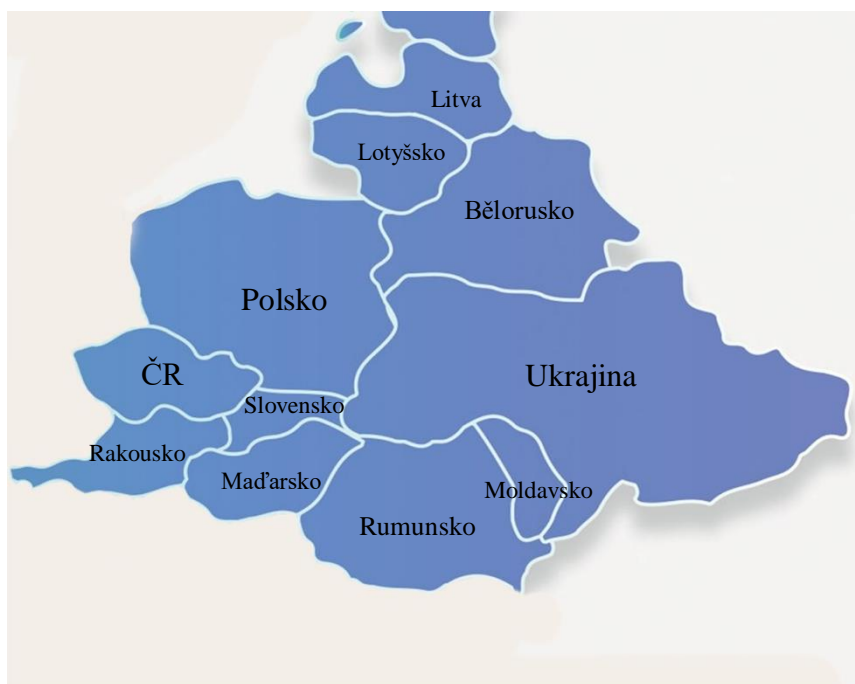 Litva
Lotyšsko
Bělorusko
Polsko
ČR
Ukrajina
Slovensko
Rakousko
Maďarsko
Moldavsko
Rumunsko